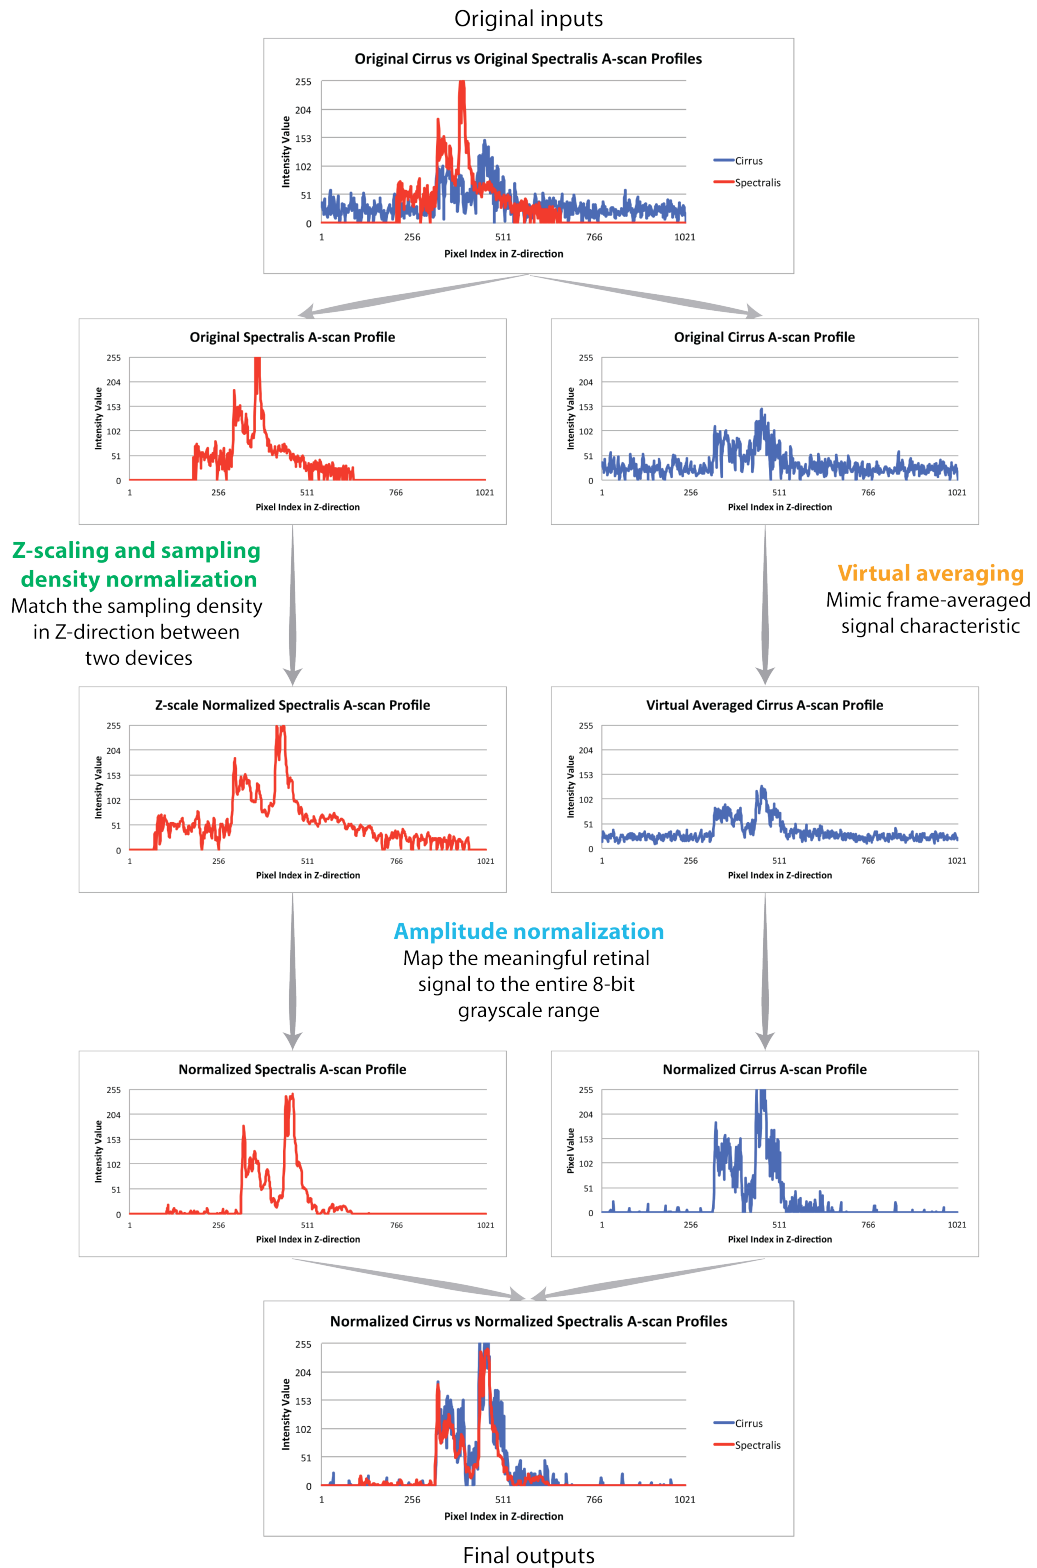 Original inputs
Original Cirrus vs Original Spectralis A-scan Profiles
255
204
153
102
51
0
Intensity Value
1 256 511 766 1021
Pixel Index in Z-direction
Cirrus
Spectralis
Original Spectralis A-scan Profile
255
204
153
102
51
0
Intensity Value
1 256 511 766 1021
Pixel Index in Z-direction
Original Cirrus A-scan Profile
255
204
153
102
51
0
Intensity Value
1 256 511 766 1021
Pixel Index in Z-direction
Z-scaling and sampling
density normalization
Match the sampling density
in Z-direction between
two devices
Virtual averaging
Mimic frame-averaged
signal characteristic
Z-scale Normalized Spectralis A-scan Profile
255
204
153
102
51
0
Intensity Value
1 256 511 766 1021
Pixel Index in Z-direction
Virtual Averaged Cirrus A-scan Profile
255
204
153
102
51
0
Intensity Value
1 256 511 766 1021
Pixel Index in Z-direction
Amplitude normalization
Map the meaningful retinal
signal to the entire 8-bit
grayscale range
Normalized Spectralis A-scan Profile
255
204
153
102
51
0
Intensity Value
1 256 511 766 1021
Pixel Index in Z-direction
Normalized Cirrus A-scan Profile
255
204
153
102
51
0
Pixel Value
1 256 511 766 1021
Pixel Index in Z-direction
Normalized Cirrus vs Normalized Spectralis A-scan Profiles
255
204
153
102
51
0
Intensity Value
1 256 511 766 1021
Pixel Index in Z-direction
Cirrus
Spectralis
Final outputs